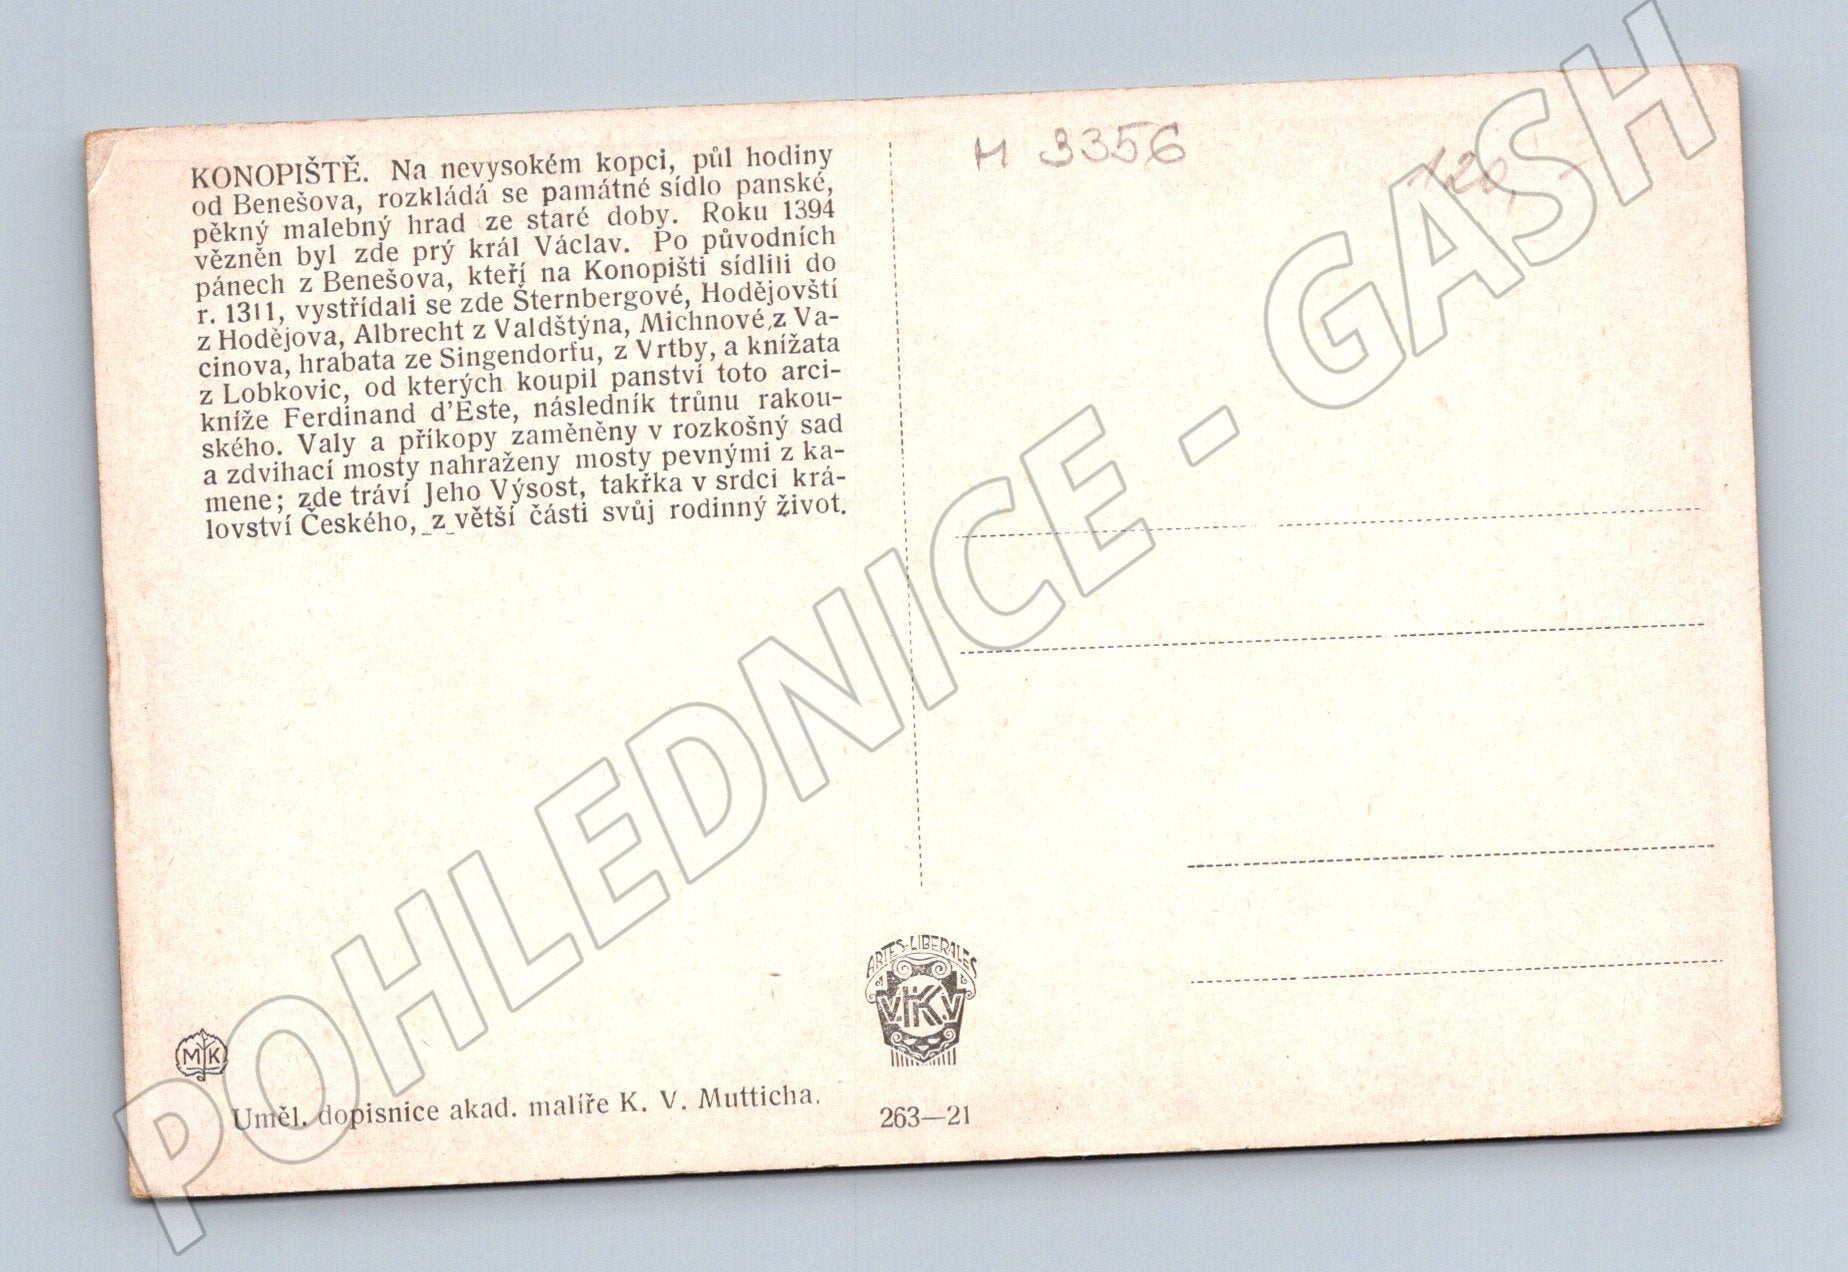 KONOPIŠTĚ. Na nevysokém kopci, půl hodiny
od Benešova, rozkládá se památné sídlo panské,
pěkný malebný hrad ze staré doby. Roku 1394
vězněn byl zde prý král Václav. Po původních
pánech z Benešova, kteří na Konopišti sídlili do
r. 1311, vystřídali se zde Šternbergové, Hodějovští
z Hodějova, Albrecht z Valdštýna, Michnové z Va-
cinova, hrabata ze Singendorfu, z Vrtby, a knížata
z Lobkovic, od kterých koupil panství toto arci-
kníže Ferdinand d'Este, následník trůnu rakou-
ského. Valy a příkopy zaměněny v rozkošný sad
a zdvihací mosty nahraženy mosty pevnými z ka-
mene; zde tráví Jeho Výsost, takřka v srdci krá-
lovství Českého, z větší části svůj rodinný život.
M 3356
120,-
POHLEDNICE - GASH
ARTES-LIBERALES
V.K.V
MK
Uměl. dopisnice akad. malíře K. V. Mutticha.
263—21